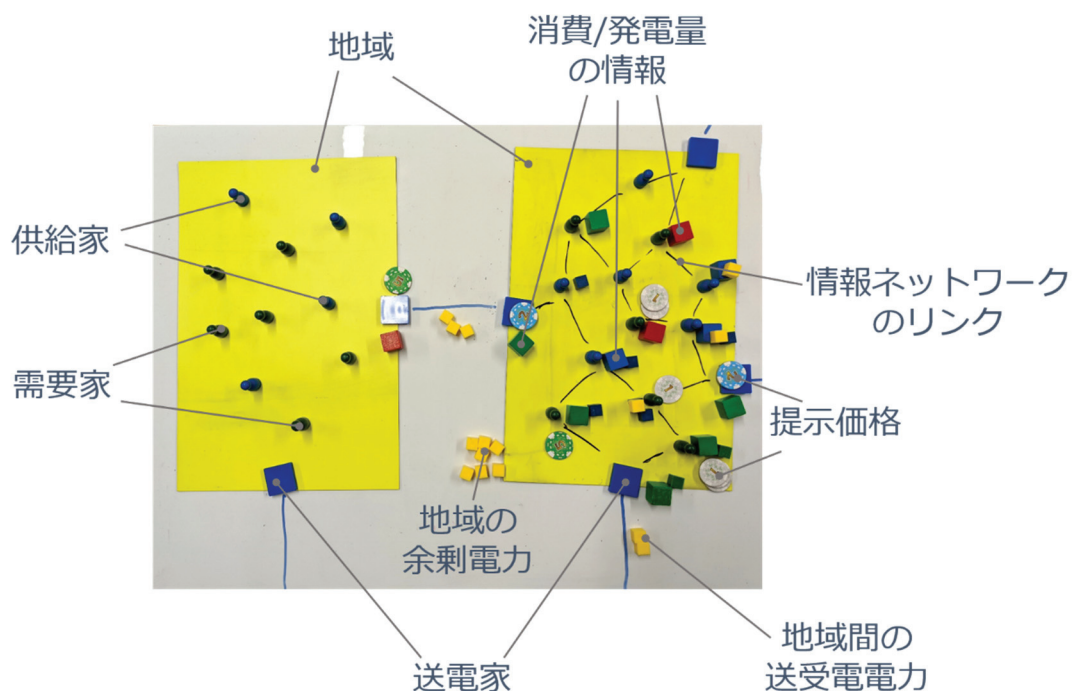 地域
消費/発電量
の情報
供給家
情報ネットワーク
のリンク
需要家
提示価格
地域の
余剰電力
地域間の
送受電電力
送電家